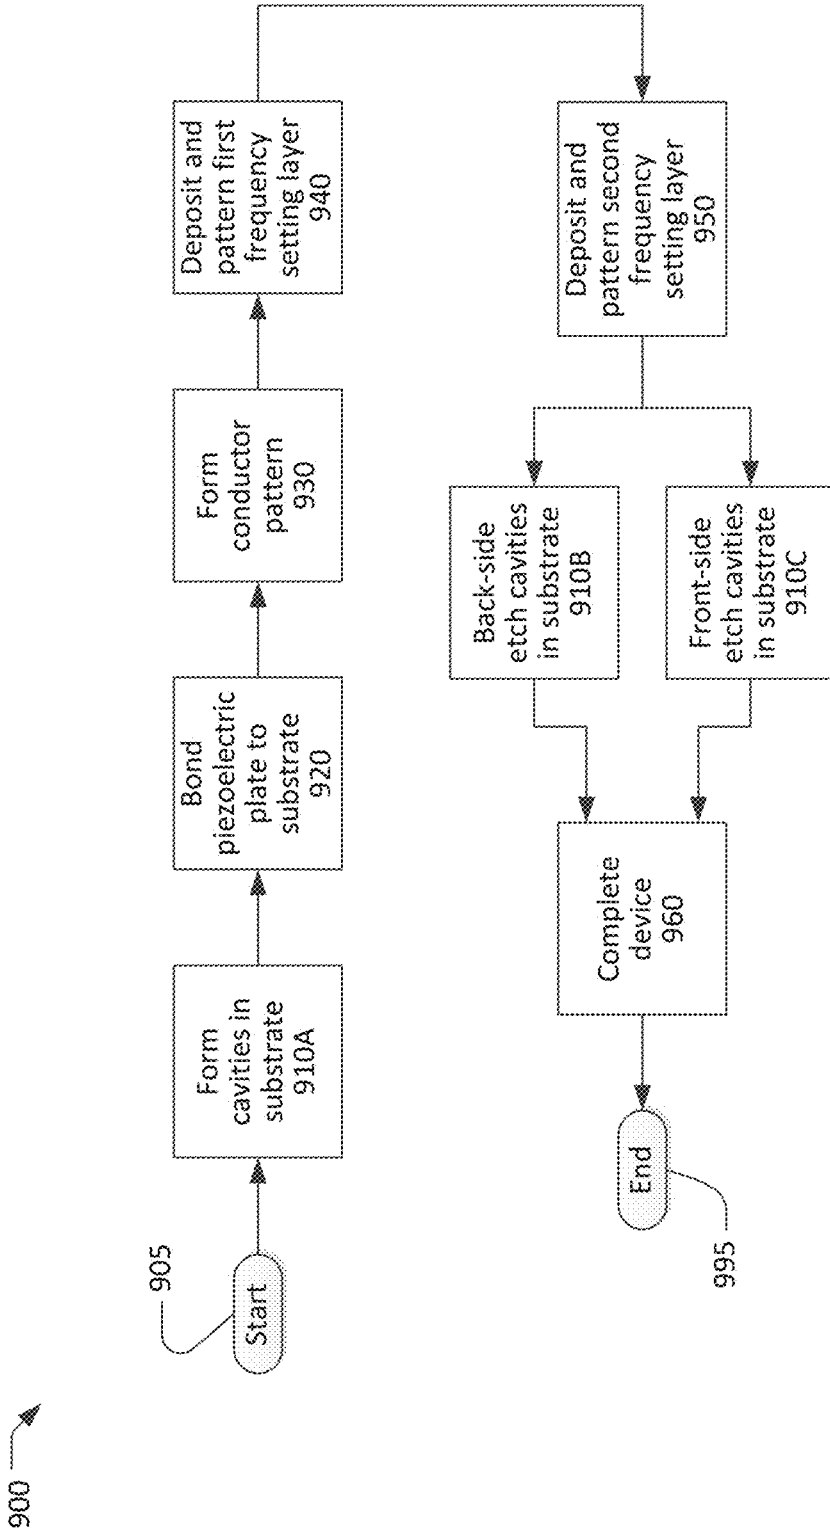 900
905
Start
Form
cavities in
substrate
910A
Bond
piezoelectric
plate to
substrate
920
Form
conductor
pattern
930
Deposit and
pattern first
frequency
setting layer
940
Deposit and
pattern second
frequency
setting layer
950
Back-side
etch cavities
in substrate
910B
Front-side
etch cavities
in substrate
910C
Complete
device
960
End
995